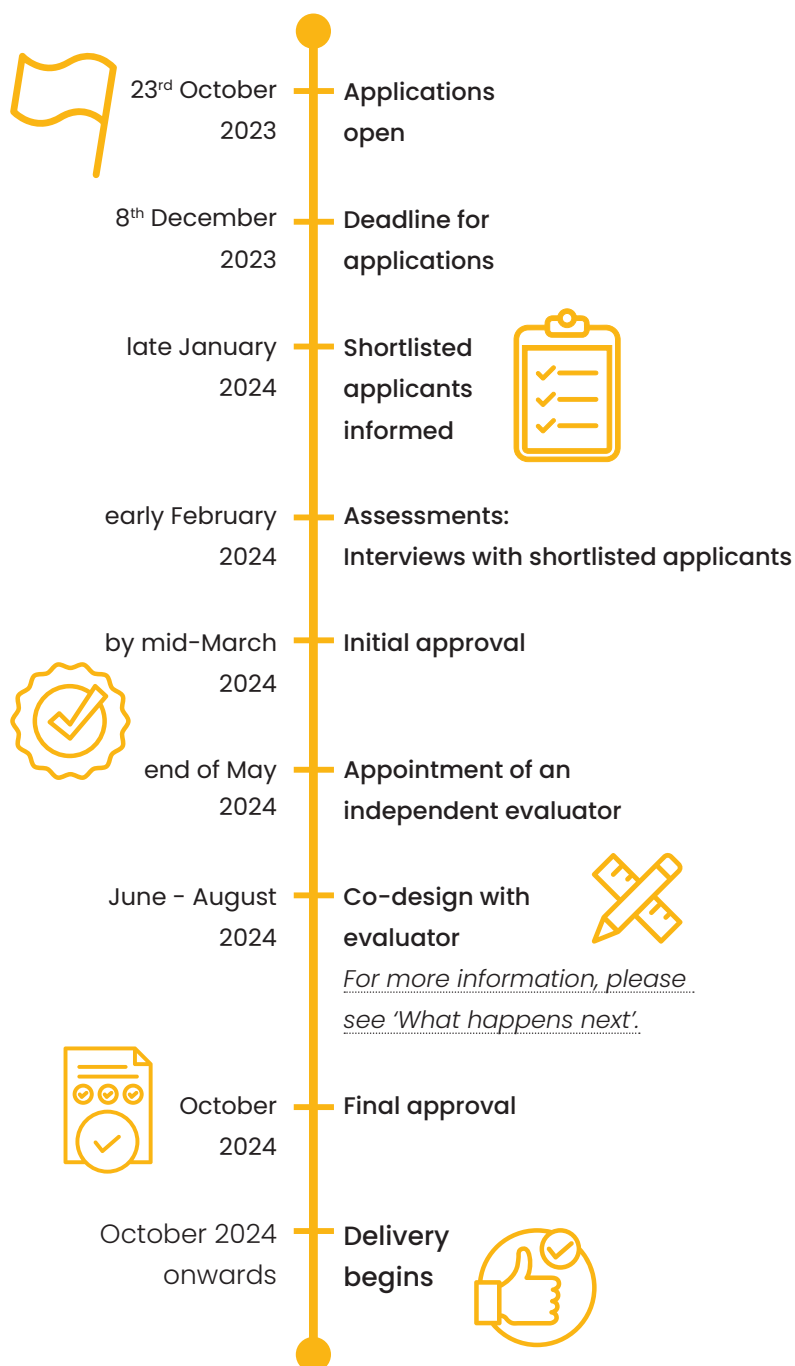 23rd October
2023
Applications
open
8th December
2023
Deadline for
applications
late January
2024
Shortlisted
applicants
informed
early February
2024
Assessments:
Interviews with shortlisted applicants
by mid-March
2024
Initial approval
end of May
2024
Appointment of an
independent evaluator
June - August
2024
Co-design with
evaluator
For more information, please
see ‘What happens next’.
October
2024
Final approval
October 2024
onwards
Delivery
begins